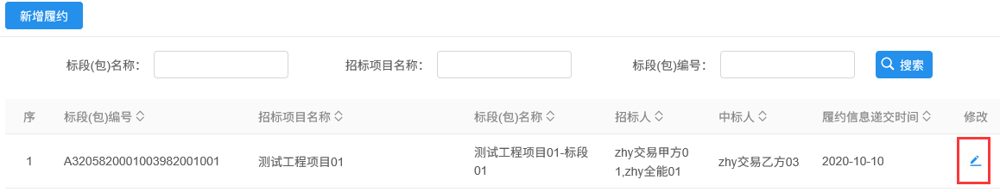 新增履约
标段(包)名称： 招标项目名称： 标段(包)编号： 搜索
序 标段(包)编号 招标项目名称 标段(包)名称 招标人 中标人 履约信息递交时间 修改
1 A3205820001003982001001 测试工程项目01 测试工程项目01-标段 zhy交易甲方0 zhy交易乙方03 2020-10-10
01 1,zhy全能01